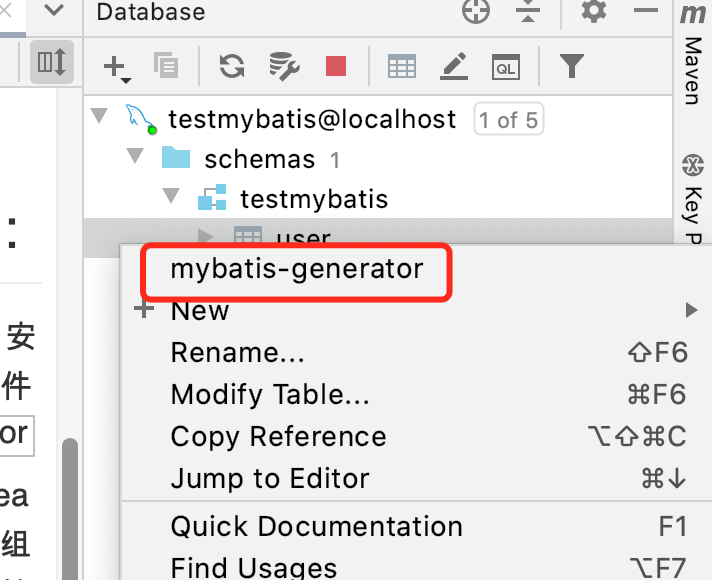 Database
QL
testmybatis@localhost 1 of 5
schemas 1
testmybatis
user
mybatis-generator
New
Rename... ⇧F6
Modify Table... ⌘F6
Copy Reference ⌥⇧⌘C
Jump to Editor ⌘↓
Quick Documentation F1
Find Usages ⌥F7
:
安
件
or
ea
组
m
Maven
Key P